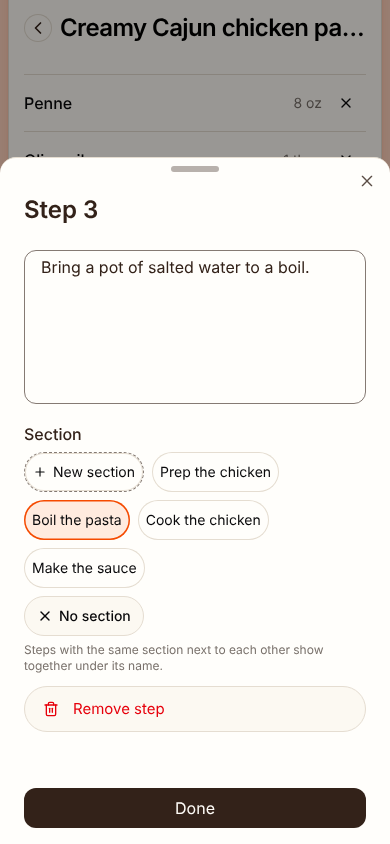 Creamy Cajun chicken pa...
Penne
8 oz
Step 3
Bring a pot of salted water to a boil.
Section
+ New section
Prep the chicken
Boil the pasta
Cook the chicken
Make the sauce
No section
Steps with the same section next to each other show
together under its name.
Remove step
Done